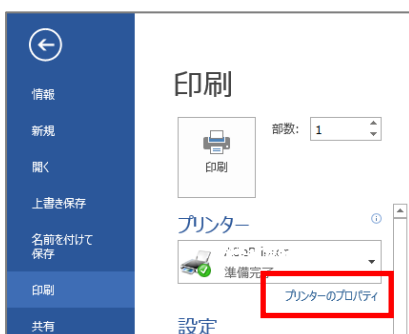 情報
新規
開く
上書き保存
名前を付けて
保存
印刷
共有
印刷
印刷
部数: 1
プリンター
準備完了
プリンターのプロパティ
設定